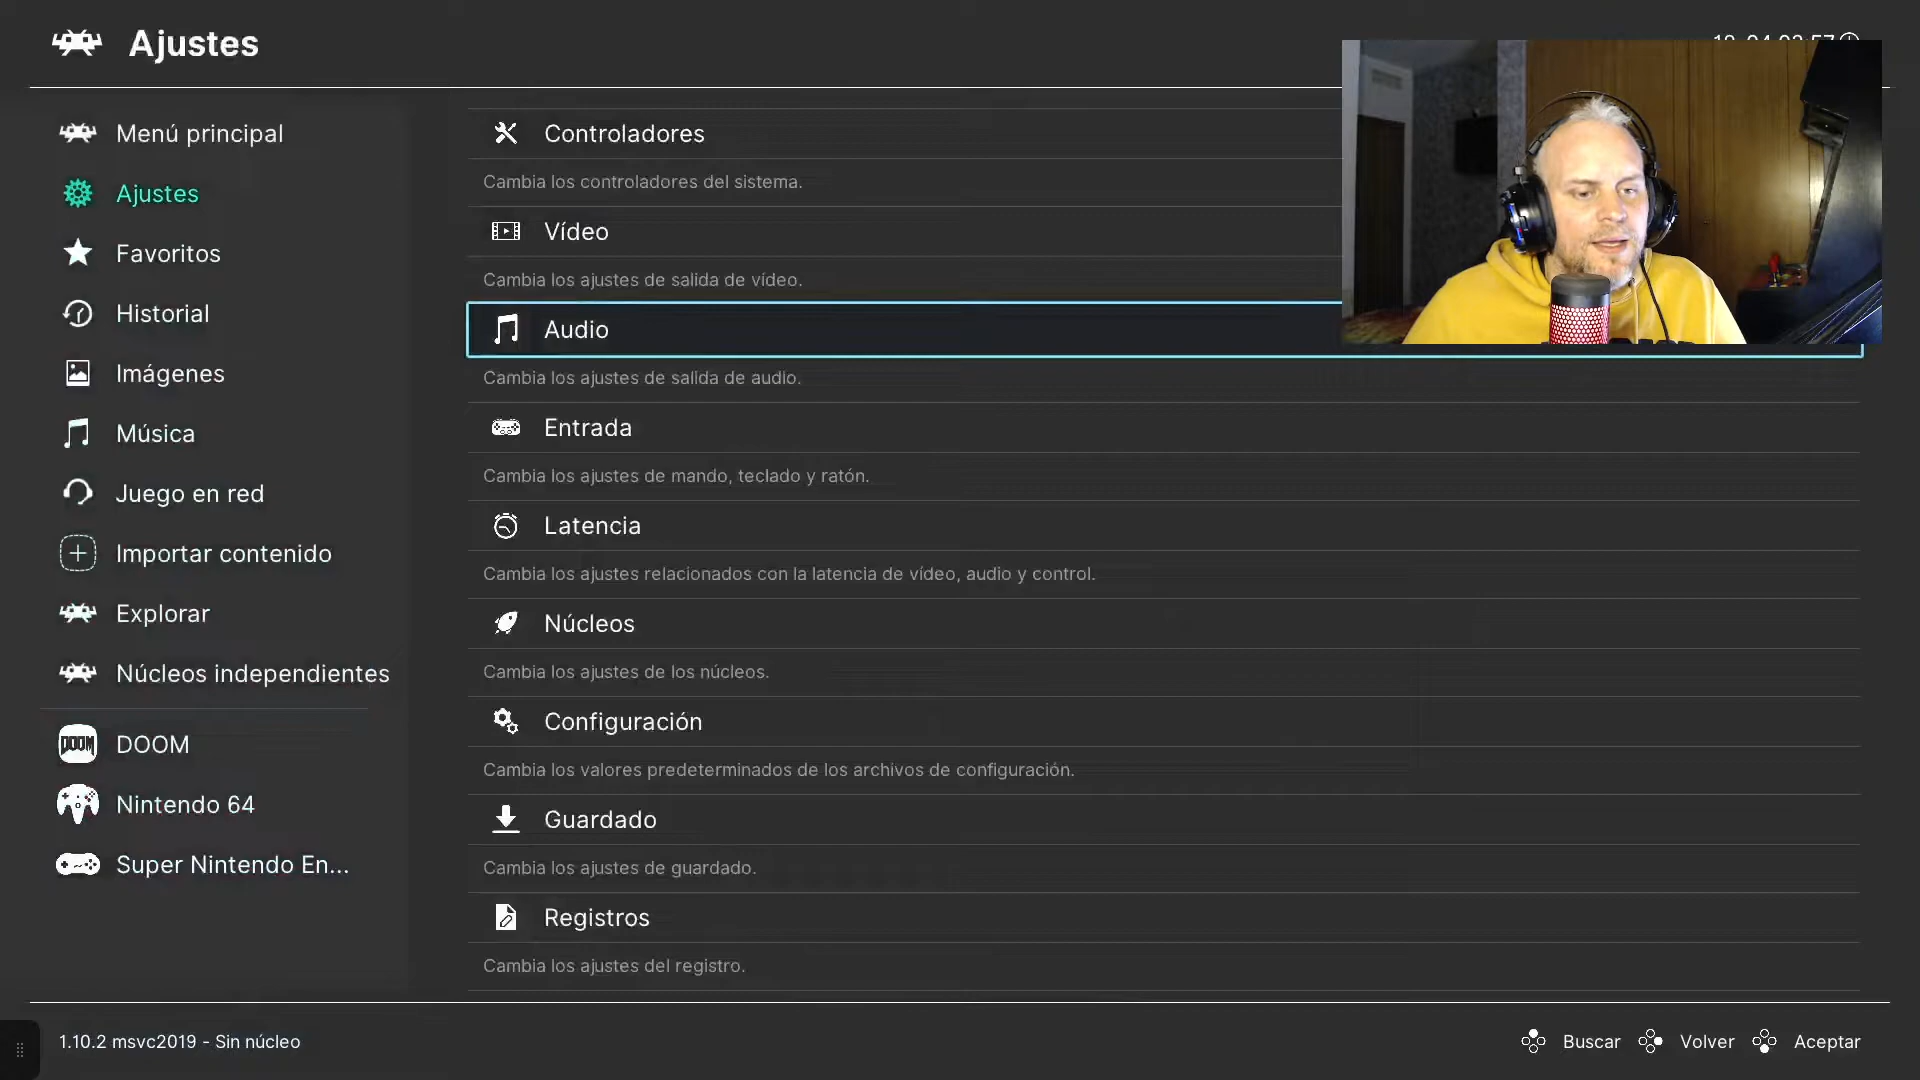 Ajustes
Menú principal
Ajustes
Favoritos
Historial
Imágenes
Música
Juego en red
Importar contenido
Explorar
Núcleos independientes
DOOM
DOOM
Nintendo 64
Super Nintendo En...
Controladores
Cambia los controladores del sistema.
Vídeo
Cambia los ajustes de salida de vídeo.
Audio
Cambia los ajustes de salida de audio.
Entrada
Cambia los ajustes de mando, teclado y ratón.
Latencia
Cambia los ajustes relacionados con la latencia de vídeo, audio y control.
Núcleos
Cambia los ajustes de los núcleos.
Configuración
Cambia los valores predeterminados de los archivos de configuración.
Guardado
Cambia los ajustes de guardado.
Registros
Cambia los ajustes del registro.
1.10.2 msvc2019 - Sin núcleo
Buscar Volver Aceptar